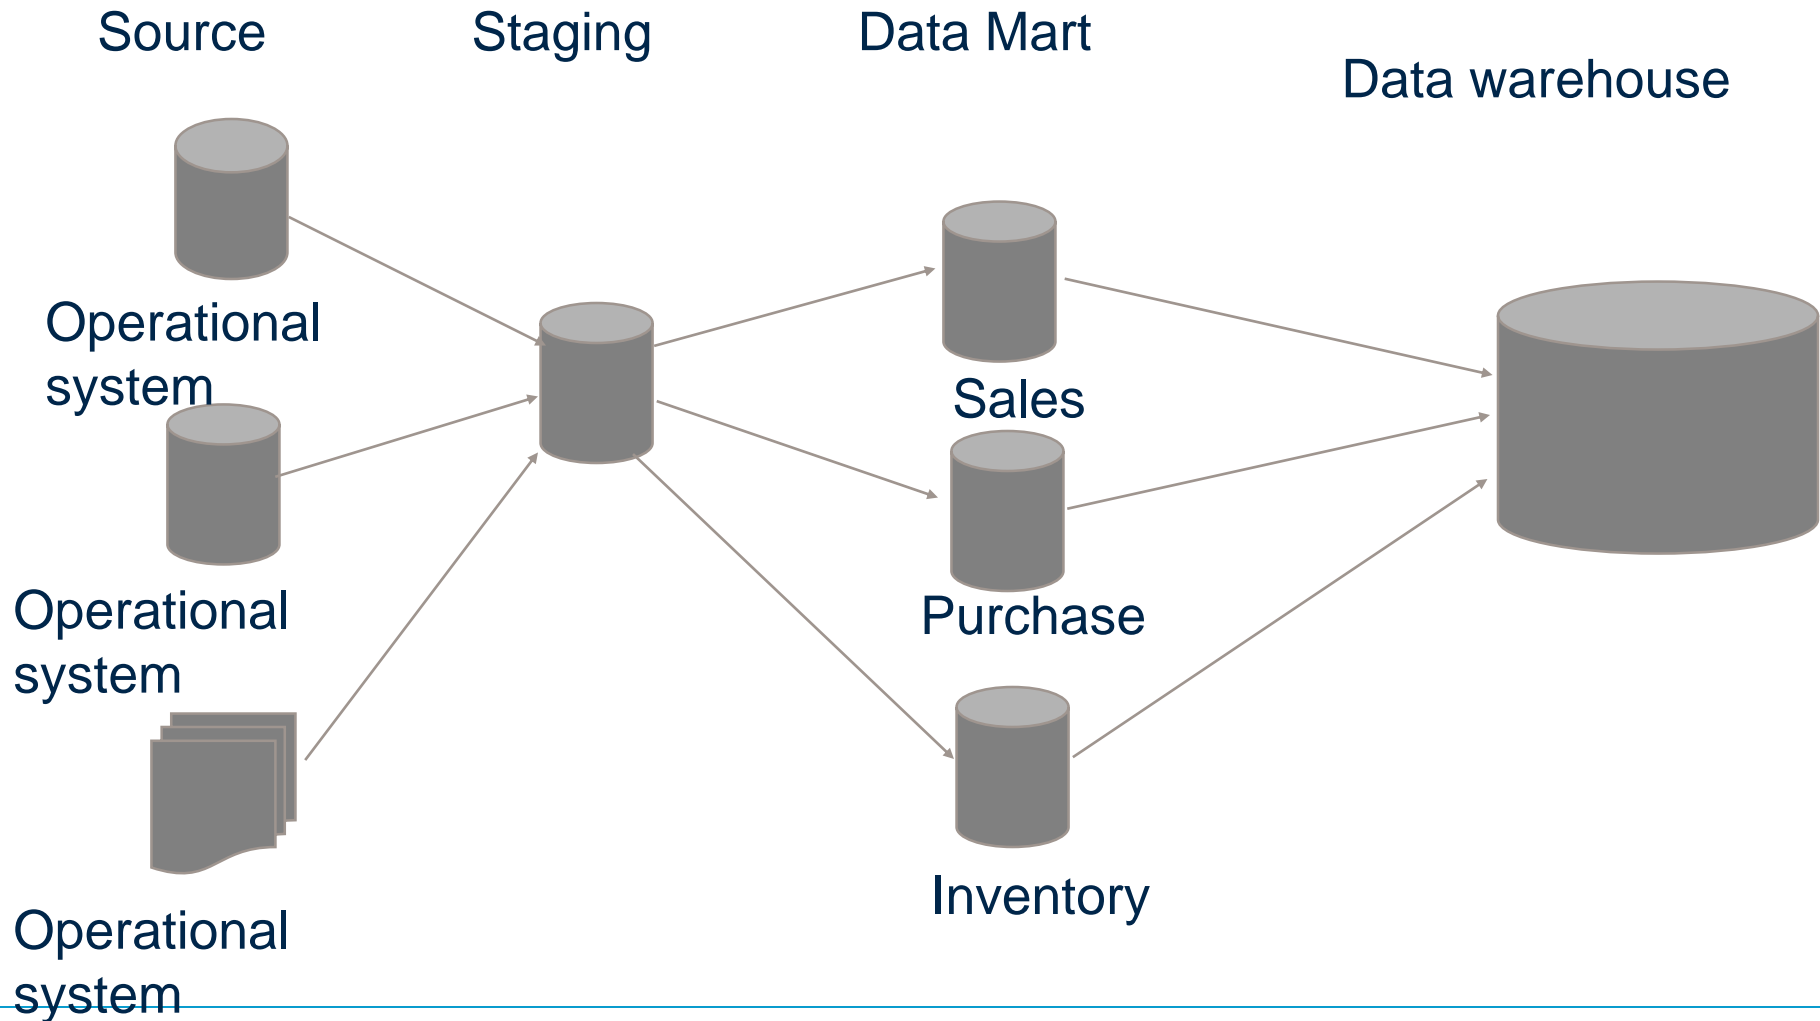 Source
Staging
Data Mart
Data warehouse
Operational
system
Sales
Operational
system
Purchase
Inventory
Operational
system